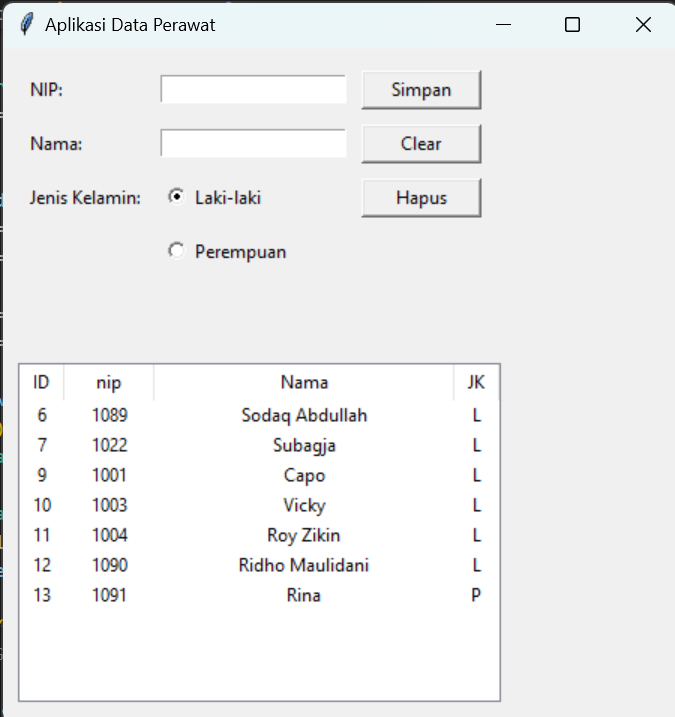 Aplikasi Data Perawat
NIP: Simpan
Nama: Clear
Jenis Kelamin: Laki-laki Hapus
Perempuan
ID nip Nama JK
6 1089 Sodaq Abdullah L
7 1022 Subagja L
9 1001 Capo L
10 1003 Vicky L
11 1004 Roy Zikin L
12 1090 Ridho Maulidani L
13 1091 Rina P